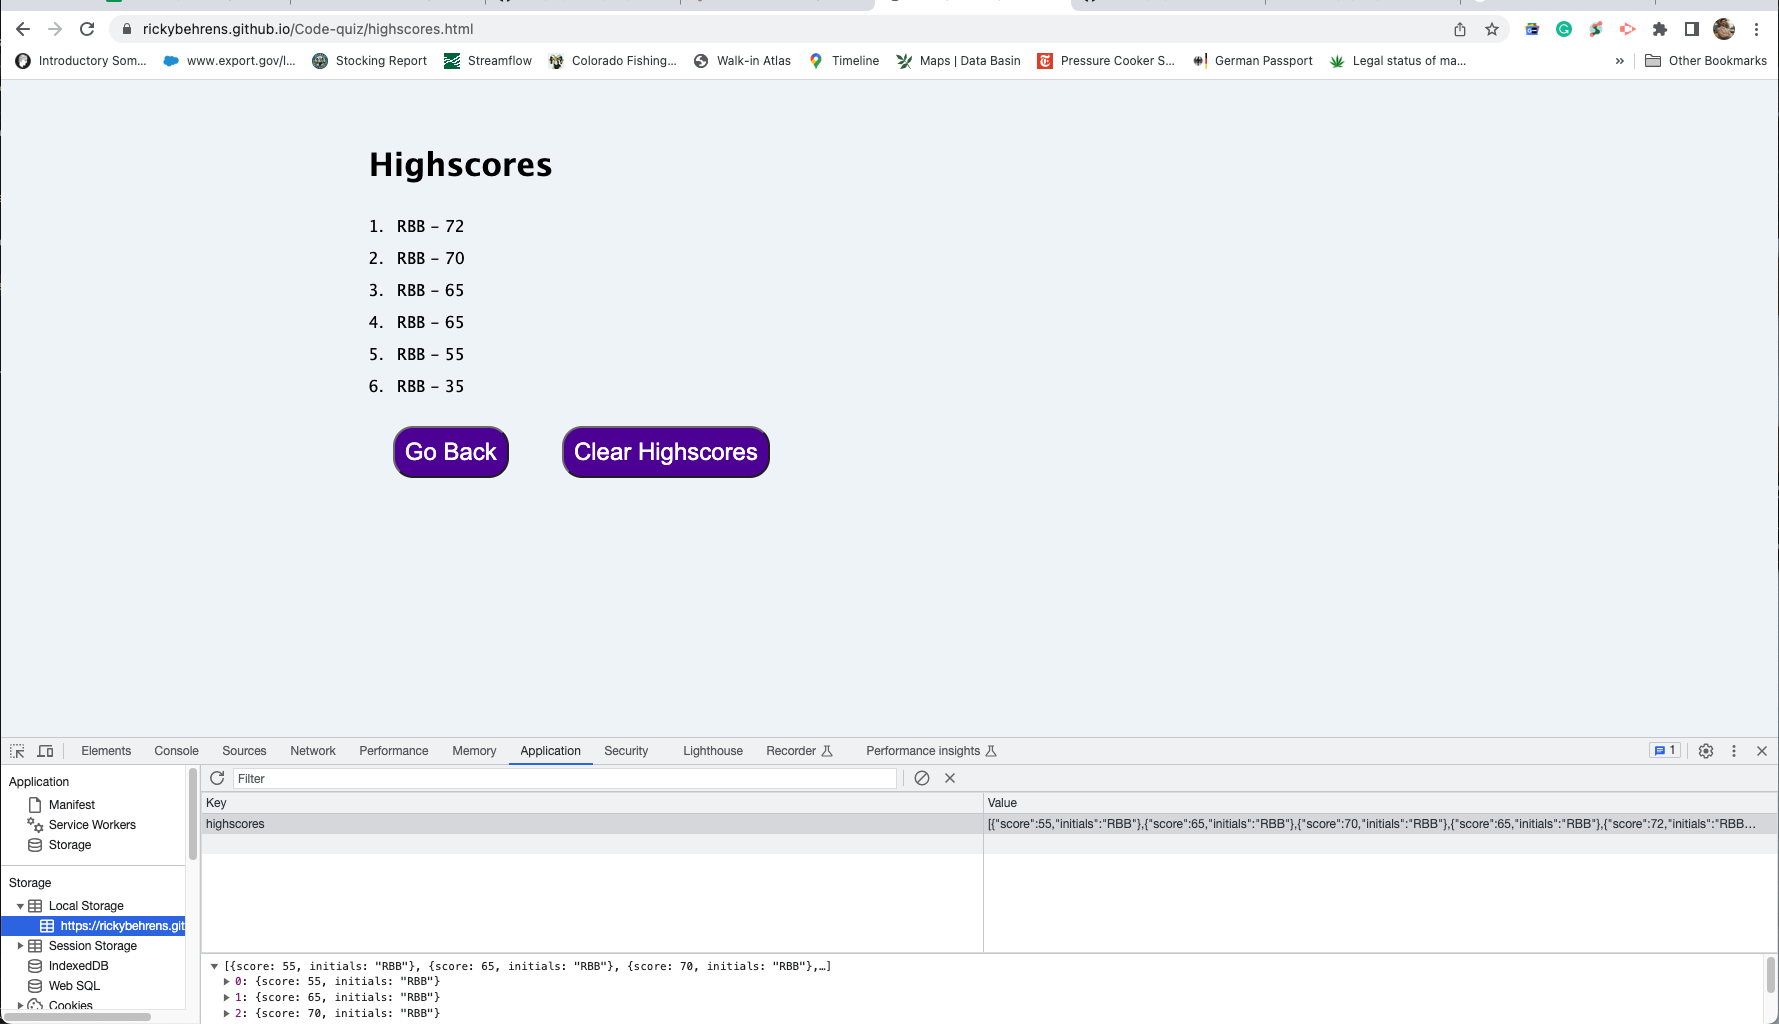 rickybehrens.github.io/Code-quiz/highscores.html
Introductory Som... www.export.gov/l... Stocking Report Streamflow Colorado Fishing... Walk-in Atlas Timeline Maps | Data Basin Pressure Cooker S... German Passport Legal status of ma... » Other Bookmarks
Highscores
1. RBB - 72
2. RBB - 70
3. RBB - 65
4. RBB - 65
5. RBB - 55
6. RBB - 35
Go Back Clear Highscores
Elements Console Sources Network Performance Memory Application Security Lighthouse Recorder Performance insights 1
Application
Manifest
Service Workers
Storage
Storage
Local Storage
https://rickybehrens.git
Session Storage
IndexedDB
Web SQL
Cookies
Filter
Key Value
highscores [{"score":55,"initials":"RBB"},{"score":65,"initials":"RBB"},{"score":70,"initials":"RBB"},{"score":65,"initials":"RBB"},{"score":72,"initials":"RBB...
[{score: 55, initials: "RBB"}, {score: 65, initials: "RBB"}, {score: 70, initials: "RBB"},…]
0: {score: 55, initials: "RBB"}
1: {score: 65, initials: "RBB"}
2: {score: 70, initials: "RBB"}